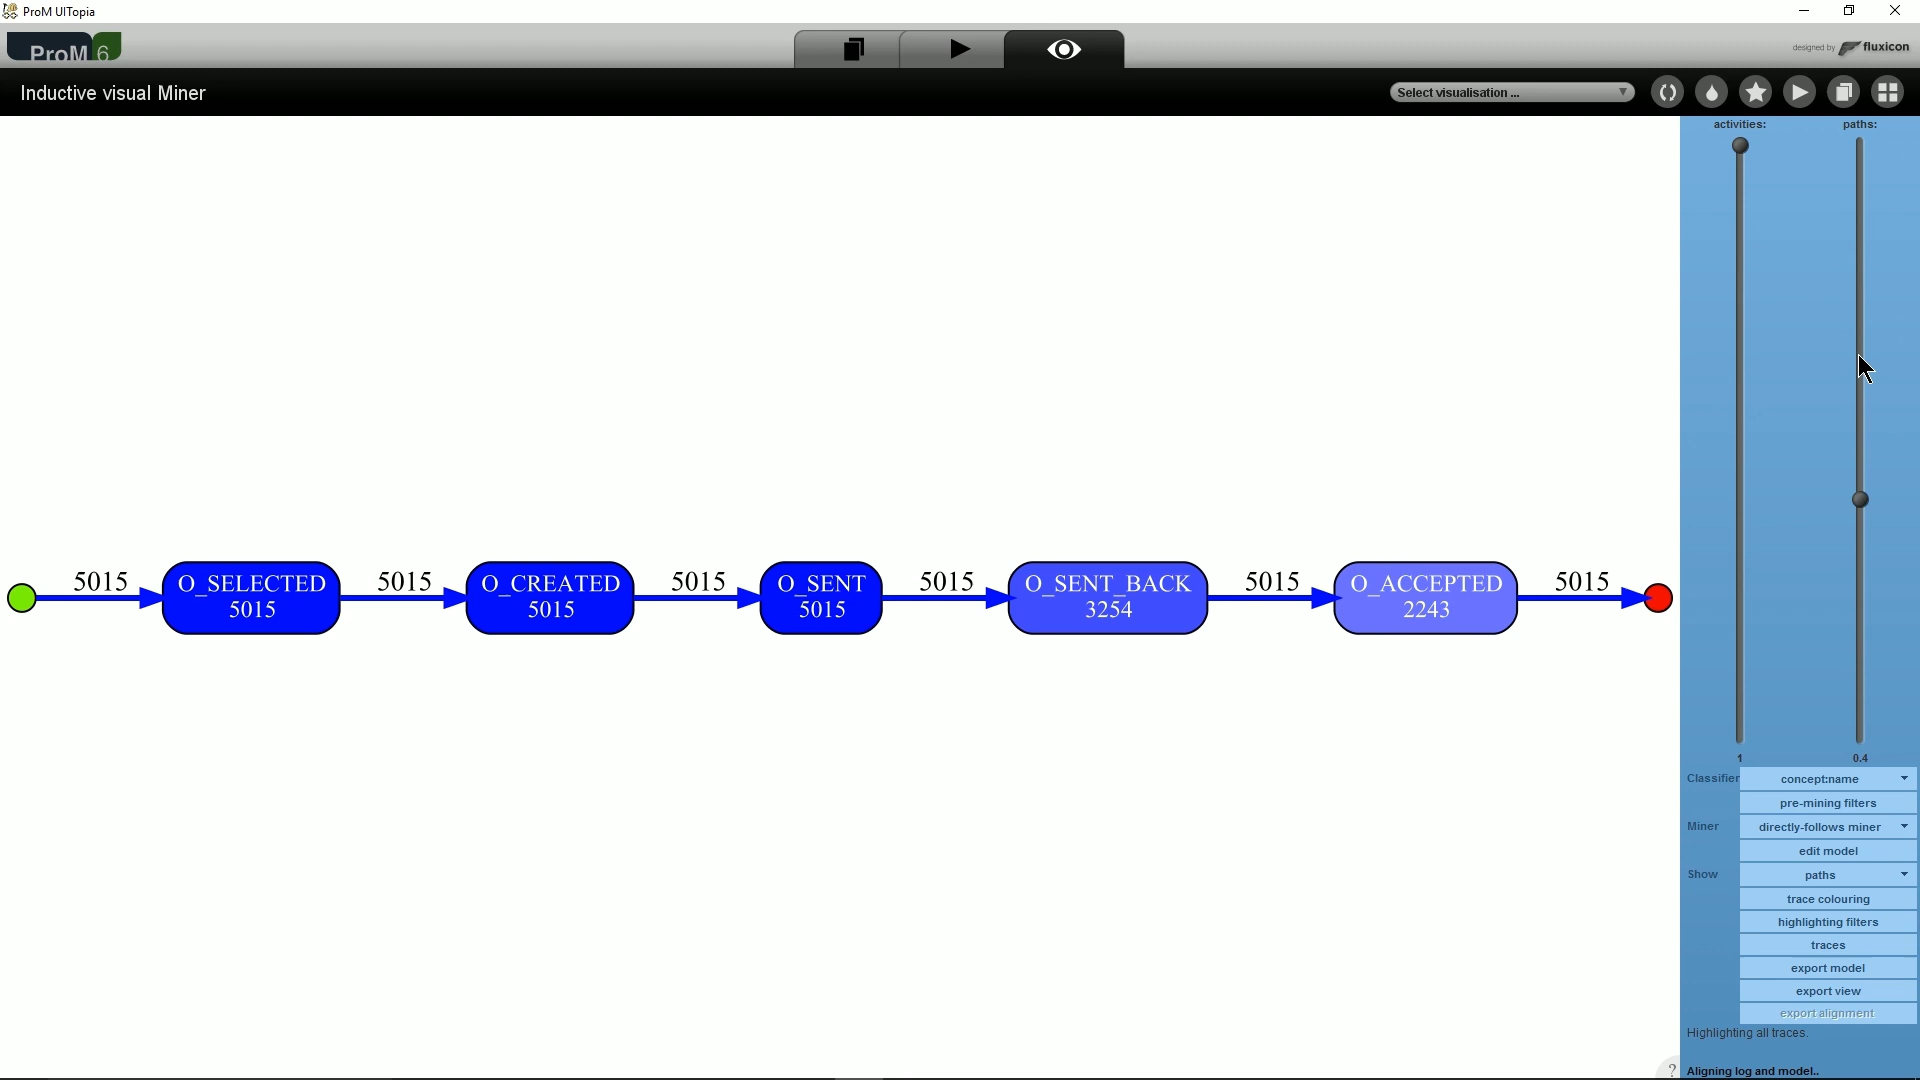 ProM UITopia
ProM 6
designed by fluxicon
Inductive visual Miner
Select visualisation ...
activities:
paths:
5015
O_SELECTED
5015
5015
O_CREATED
5015
5015
O_SENT
5015
5015
O_SENT_BACK
3254
5015
O_ACCEPTED
2243
5015
1
0.4
Classifier
concept:name
pre-mining filters
Miner
directly-follows miner
edit model
Show
paths
trace colouring
highlighting filters
traces
export model
export view
export alignment
Highlighting all traces.
?
Aligning log and model..